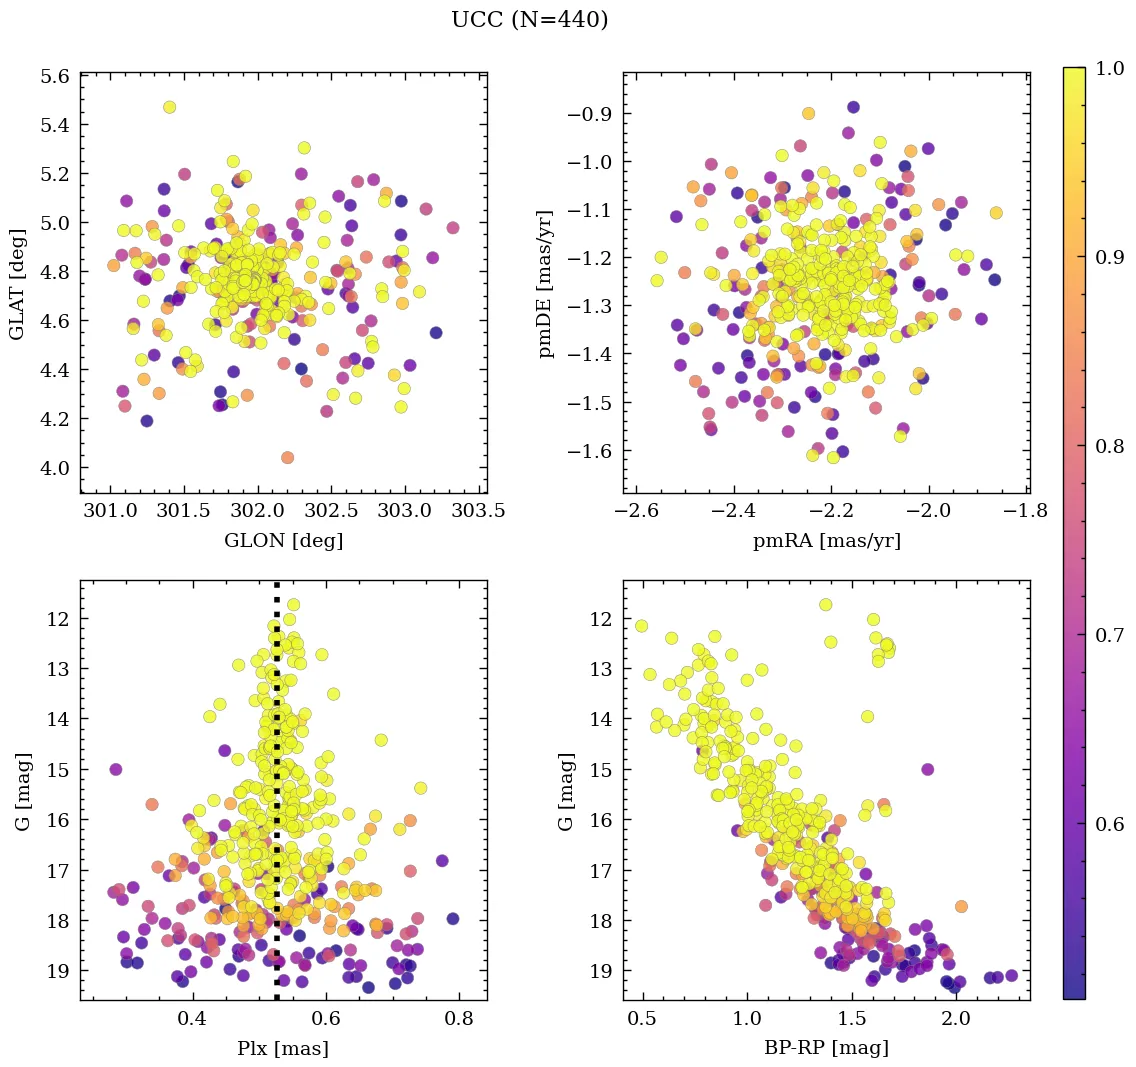 UCC (N=440)
5.6
5.4
5.2
5.0
4.8
4.6
4.4
4.2
4.0
GLAT [deg]
301.0 301.5 302.0 302.5 303.0 303.5
GLON [deg]
−0.9
−1.0
−1.1
−1.2
−1.3
−1.4
−1.5
−1.6
pmDE [mas/yr]
−2.6 −2.4 −2.2 −2.0 −1.8
pmRA [mas/yr]
12
13
14
15
16
17
18
19
G [mag]
0.4 0.6 0.8
Plx [mas]
12
13
14
15
16
17
18
19
G [mag]
0.5 1.0 1.5 2.0
BP-RP [mag]
1.0
0.9
0.8
0.7
0.6